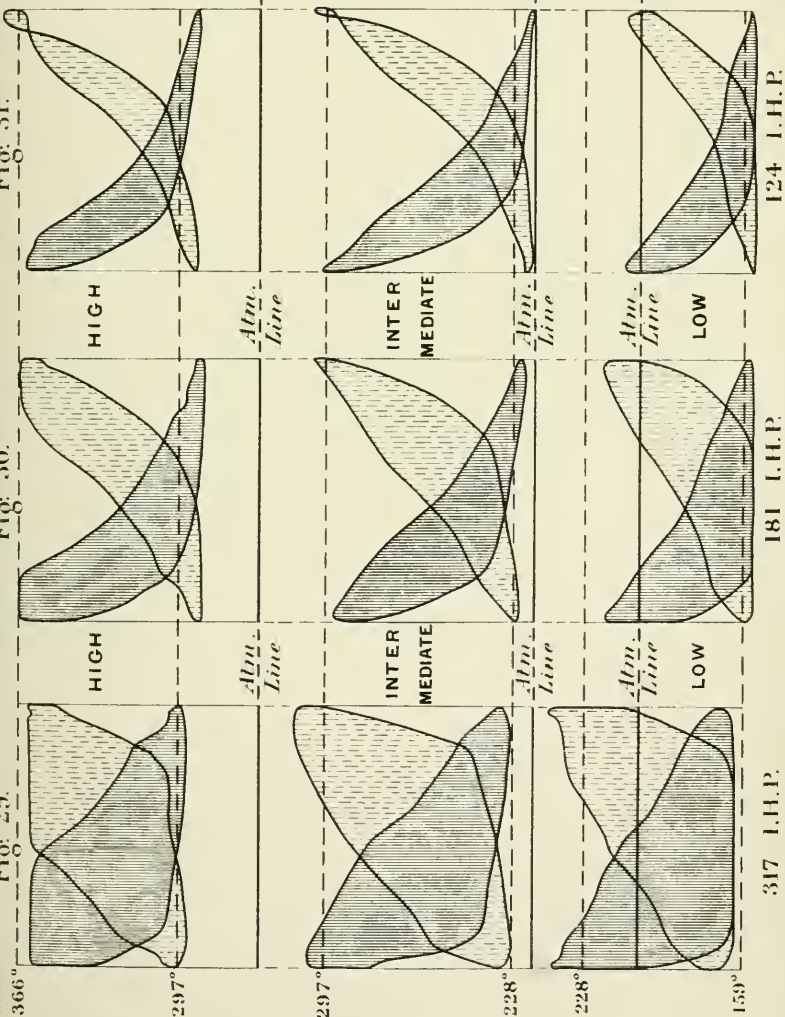 Fig. 31.
HIGH
Atm.
Line
INTER
MEDIATE
Atm.
Line
Atm.
Line
LOW
124 I.H.P.
Fig. 30.
HIGH
Atm.
Line
INTER
MEDIATE
Atm.
Line
Atm.
Line
LOW
181 I.H.P.
Fig. 29.
366°
297°
297°
228°
228°
159°
317 I.H.P.